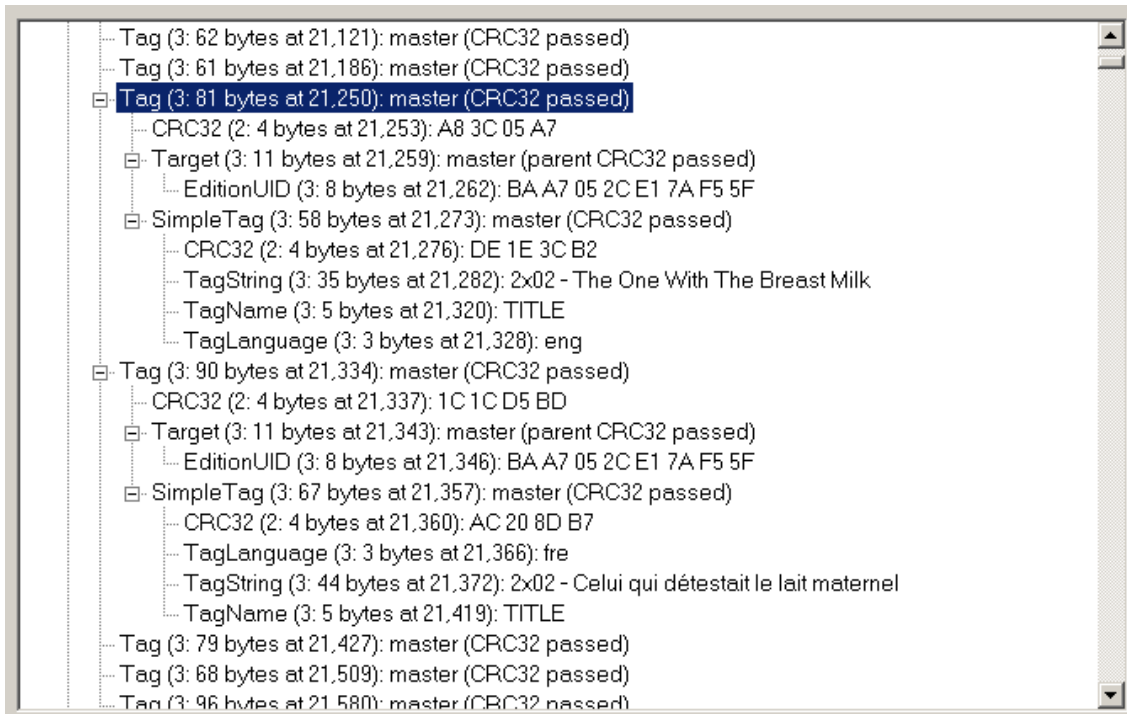 Tag (3: 62 bytes at 21,121): master (CRC32 passed)
Tag (3: 61 bytes at 21,186): master (CRC32 passed)
Tag (3: 81 bytes at 21,250): master (CRC32 passed)
CRC32 (2: 4 bytes at 21,253): A8 3C 05 A7
Target (3: 11 bytes at 21,259): master (parent CRC32 passed)
EditionUID (3: 8 bytes at 21,262): BA A7 05 2C E1 7A F5 5F
SimpleTag (3: 58 bytes at 21,273): master (CRC32 passed)
CRC32 (2: 4 bytes at 21,276): DE 1E 3C B2
TagString (3: 35 bytes at 21,282): 2x02 - The One With The Breast Milk
TagName (3: 5 bytes at 21,320): TITLE
TagLanguage (3: 3 bytes at 21,328): eng
Tag (3: 90 bytes at 21,334): master (CRC32 passed)
CRC32 (2: 4 bytes at 21,337): 1C 1C D5 BD
Target (3: 11 bytes at 21,343): master (parent CRC32 passed)
EditionUID (3: 8 bytes at 21,346): BA A7 05 2C E1 7A F5 5F
SimpleTag (3: 67 bytes at 21,357): master (CRC32 passed)
CRC32 (2: 4 bytes at 21,360): AC 20 8D B7
TagLanguage (3: 3 bytes at 21,366): fre
TagString (3: 44 bytes at 21,372): 2x02 - Celui qui détestait le lait maternel
TagName (3: 5 bytes at 21,419): TITLE
Tag (3: 79 bytes at 21,427): master (CRC32 passed)
Tag (3: 68 bytes at 21,509): master (CRC32 passed)
Tag (3: 96 bytes at 21,580): master (CRC32 passed)